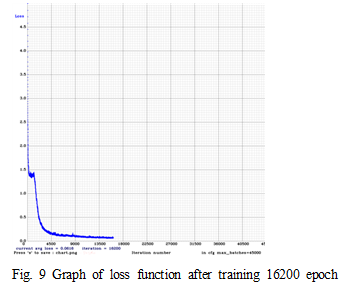 Loss
4.5
4.0
3.5
3.0
2.5
2.0
1.5
1.0
0.5
0.0
0 4500 9000 13500 18000 22500 27000 31500 36000 40500 4
current avg loss = 0.0616 iteration = 16200
Press 's' to save : chart.png Iteration number in cfg max_batches=45000
Fig. 9 Graph of loss function after training 16200 epoch